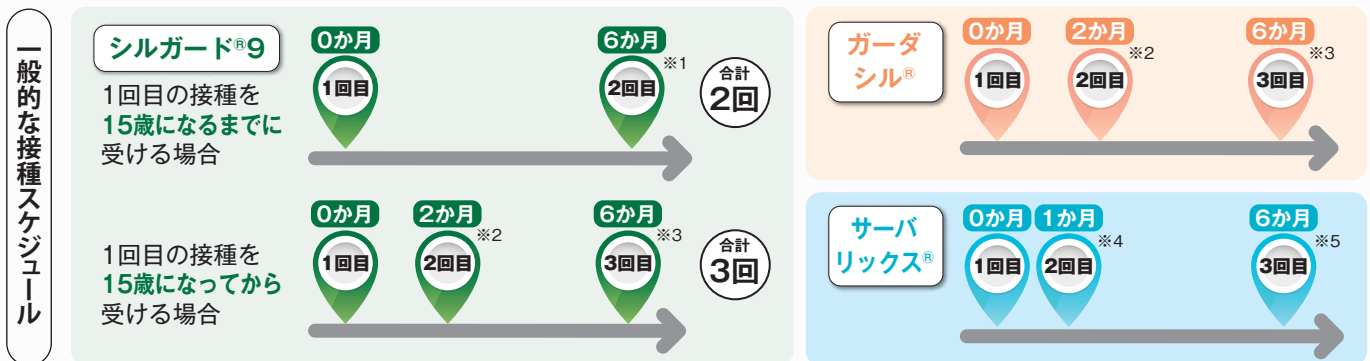 一般的な接種スケジュール
シルガード®9
1回目の接種を
15歳になるまでに
受ける場合
0か月
6か月
※1
1回目
2回目
合計
2回
1回目の接種を
15歳になってから
受ける場合
0か月
2か月
6か月
※2
※3
1回目
2回目
3回目
合計
3回
ガーダ
シル®
0か月
2か月
6か月
※2
※3
1回目
2回目
3回目
サーバ
リックス®
0か月
1か月
6か月
※4
※5
1回目
2回目
3回目